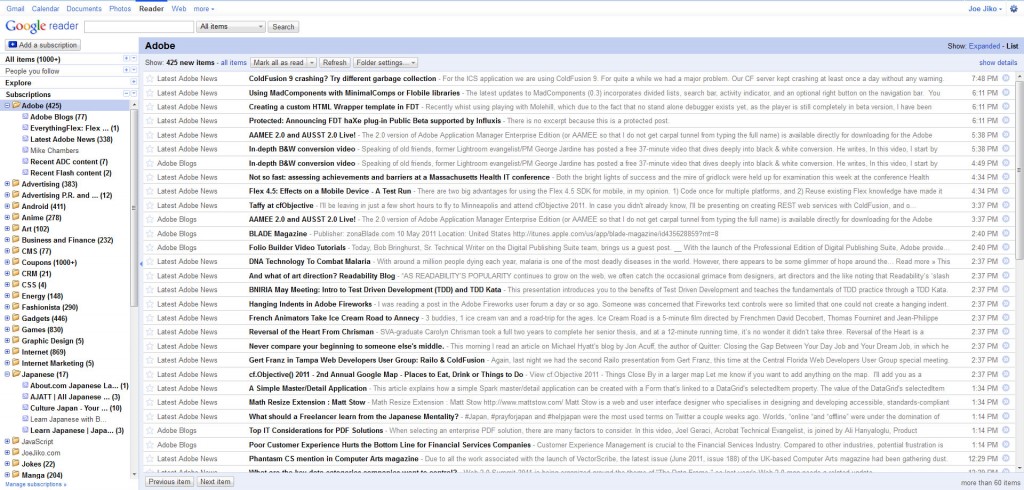 Gmail Calendar Documents Photos Reader Web more Joe Jiko
Google reader All items Search
Add a subscription
All items (1000+)
People you follow
Explore
Subscriptions
Adobe (425)
Adobe Blogs (77)
EverythingFlex: Flex ... (1)
Latest Adobe News (338)
Mike Chambers
Recent ADC content (7)
Recent Flash content (2)
Advertising (383)
Advertising P.R. and ... (12)
Android (411)
Anime (278)
Art (102)
Business and Finance (232)
CMS (77)
Coupons (1000+)
CRM (21)
CSS (4)
Energy (148)
Fashionista (290)
Gadgets (446)
Games (830)
Graphic Design (5)
Internet (869)
Internet Marketing (5)
Japanese (17)
About.com Japanese La... (1)
AJATT | All Japanese ... (3)
Culture Japan - Your ... (10)
Learn Japanese with B...
Learn Japanese | Japa... (3)
JavaScript
JoeJiko.com
Jokes (22)
Manga (204)
Manage subscriptions »
Adobe Show: Expanded - List
Show: 425 new items - all items Mark all as read Refresh Folder settings... show details
Latest Adobe News ColdFusion 9 crashing? Try different garbage collection - For the ICS application we are using ColdFusion 9. For quite a while we had a major problem. Our CF server kept crashing at least once a day without any warning. 7:48 PM
Latest Adobe News Using MadComponents with MinimalComps or Flobile libraries - The latest updates to MadComponents (0.3) incorporates divided lists, search bar, activity indicator, and an optional right button on the navigation bar. You 6:11 PM
Latest Adobe News Creating a custom HTML Wrapper template in FDT - Recently whist using playing with Molehill, which due to the fact that no stand alone debugger exists yet, as the player is still completely in beta version, I have been 6:11 PM
Latest Adobe News Protected: Announcing FDT haXe plug-in Public Beta supported by Influxis - There is no excerpt because this is a protected post. 6:11 PM
Latest Adobe News AAMEE 2.0 and AUSST 2.0 Live! - The 2.0 version of Adobe Application Manager Enterprise Edition (or AAMEE so that I do not get carpal tunnel from typing the full name) is available directly for downloading for the Adobe 5:38 PM
Latest Adobe News In-depth B&W conversion video - Speaking of old friends, former Lightroom evangelist/PM George Jardine has posted a free 37-minute video that dives deeply into black & white conversion. He writes, In this video, I start by 5:38 PM
Adobe Blogs In-depth B&W conversion video - Speaking of old friends, former Lightroom evangelist/PM George Jardine has posted a free 37-minute video that dives deeply into black & white conversion. He writes, In this video, I start by 4:49 PM
Latest Adobe News Not so fast: assessing achievements and barriers at a Massachusetts Health IT conference - Both the bright lights of success and the mire of gridlock were held up for examination this week at the conference Health 4:34 PM
Latest Adobe News Flex 4.5: Effects on a Mobile Device - A Test Run - There are two big advantages for using the Flex 4.5 SDK for mobile, in my opinion. 1) Code once for multiple platforms, and 2) Reuse existing Flex knowledge have made it 4:34 PM
Latest Adobe News Taffy at cfObjective - I'll be leaving in just a few short hours to fly to Minneapolis and attend cfObjective 2011. In case you didn't already know, I'll be presenting on creating REST web services with ColdFusion, and o... 4:34 PM
Adobe Blogs AAMEE 2.0 and AUSST 2.0 Live! - The 2.0 version of Adobe Application Manager Enterprise Edition (or AAMEE so that I do not get carpal tunnel from typing the full name) is available directly for downloading for the Adobe 2:43 PM
Adobe Blogs BLADE Magazine - Publisher: zonaBlade.com 10 May 2011 Location: United States 2:40 PM
Adobe Blogs Folio Builder Video Tutorials - Today, Bob Bringhurst, Sr. Technical Writer on the Digital Publishing Suite team, brings us a guest post. __ With the launch of the Professional Edition of Digital Publishing Suite, Adobe provide... 2:40 PM
Latest Adobe News DNA Technology To Combat Malaria - With around a million people dying each year, malaria is one of the most deadly diseases in the world. However, there appears to be some glimmer of hope around the... Read more » This 2:37 PM
Latest Adobe News And what of art direction? Readability Blog - "AS READABILITY'S POPULARITY continues to grow on the web, we often catch the occasional grimace from designers, art directors and the like noting that Readability's 'slash 2:37 PM
Latest Adobe News BNIRIA May Meeting: Intro to Test Driven Development (TDD) and TDD Kata - This presentation introduces you to the benefits of Test Driven Development and teaches the fundamentals of TDD practice through a TDD Kata. 2:37 PM
Latest Adobe News Hanging Indents in Adobe Fireworks - I was reading a post in the Adobe Fireworks user forum a day or so ago. Someone was concerned that Fireworks text controls were so limited that one could not create a hanging indent. 2:37 PM
Latest Adobe News French Animators Take Ice Cream Road to Annecy - 3 buddies, 1 ice cream van and a road-trip for the ages. Ice Cream Road is a 5-minute film directed by Frenchmen David Decobert, Thomas Fourniret and Jean-Philippe 2:37 PM
Latest Adobe News Reversal of the Heart From Chrisman - SVA-graduate Carolyn Chrisman took a full two years to complete her senior thesis, and at a 12-minute running time, it's no wonder it didn't take three. Reversal of the Heart is a 2:37 PM
Latest Adobe News Never compare your beginning to someone else's middle. - This morning I read an article on Michael Hyatt's blog by Jon Acuff, the author of Quitter: Closing the Gap Between Your Day Job and Your Dream Job, in which he 2:37 PM
Latest Adobe News Gert Franz in Tampa Web Developers User Group: Railo & ColdFusion - Again, last night we had the second Railo presentation from Gert Franz, this time at the Central Florida Web Developers User Group special meeting 2:37 PM
Latest Adobe News cf.Objective() 2011 - 2nd Annual Google Map - Places to Eat, Drink or Things to Do - View cf.Objective() 2011 - Things Close By in a larger map Let me know if you want to add anything on the map. I'll add you as a 2:37 PM
Latest Adobe News A Simple Master/Detail Application - This article explains how a simple Spark master/detail application can be created with a Form that's linked to a DataGrid's selectedItem property. The value of the DataGrid's selectedItem 1:14 PM
Latest Adobe News Math Resize Extension : Matt Stow - Math Resize Extension : Matt Stow http://www.mattstow.com/ Matt Stow is a web and user interface designer who specialises in designing and developing accessible, standards-compliant 1:14 PM
Latest Adobe News What should a Freelancer learn from the Japanese Mentality? - #Japan, #prayforjapan and #helpjapan were the most used terms on Twitter a couple weeks ago. Worlds, "online "and "offline" were under the domination of 1:14 PM
Adobe Blogs Top IT Considerations for PDF Solutions - When selecting an enterprise PDF solution, there are many factors to consider. In this video, Joel Geraci, Acrobat Technical Evangelist, is joined by Ali Hanyaloglu, Product 1:14 PM
Adobe Blogs Poor Customer Experience Hurts the Bottom Line for Financial Services Companies - Customer Experience Management is crucial to the Financial Services Industry. Compared to other industries, potential frustration is 1:14 PM
Latest Adobe News Phantasm CS mention in Computer Arts magazine - Due to all the work associated with the launch of VectorScribe, the latest issue (June 2011, issue 188) of the UK-based Computer Arts magazine had been gathering dust. 12:29 PM
Previous item Next item more than 60 items